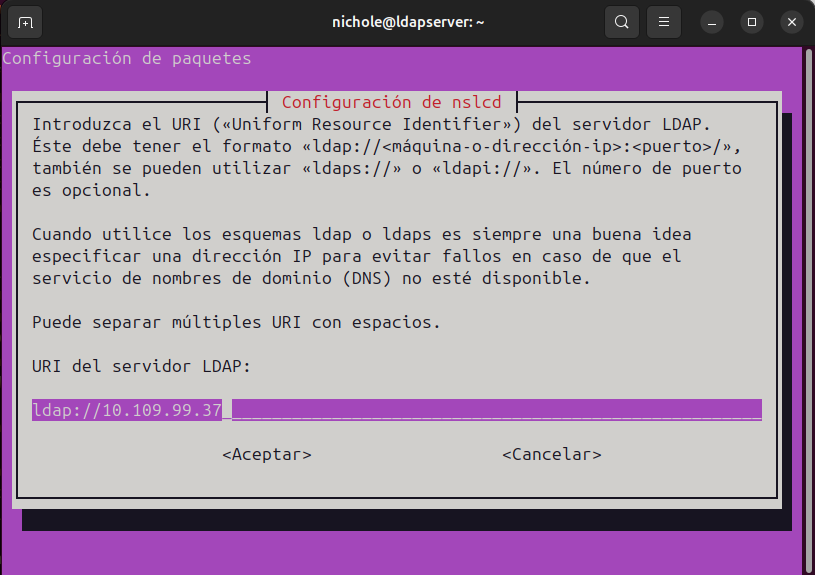 nichole@ldapserver: ~
Configuración de paquetes
Configuración de nslcd
Introduzca el URI («Uniform Resource Identifier») del servidor LDAP.
Éste debe tener el formato «ldap://<máquina-o-dirección-ip>:<puerto>/»,
también se pueden utilizar «ldaps://» o «ldapi://». El número de puerto
es opcional.
Cuando utilice los esquemas ldap o ldaps es siempre una buena idea
especificar una dirección IP para evitar fallos en caso de que el
servicio de nombres de dominio (DNS) no esté disponible.
Puede separar múltiples URI con espacios.
URI del servidor LDAP:
ldap://10.109.99.37
<Aceptar> <Cancelar>